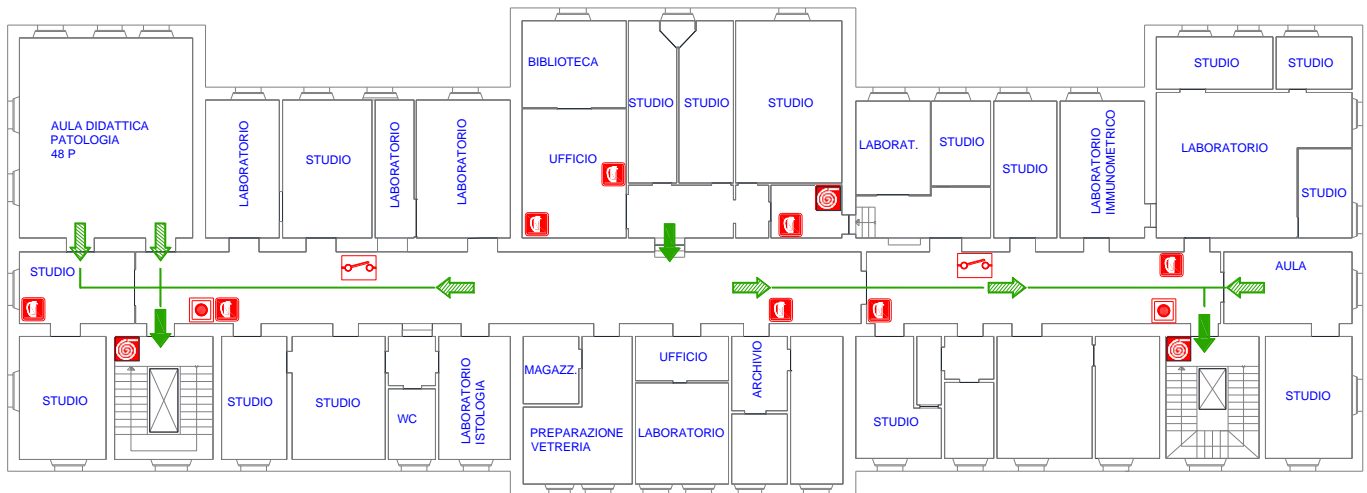 BIBLIOTECA
STUDIO
STUDIO
AULA DIDATTICA
PATOLOGIA
48 P
LABORATORIO
STUDIO
LABORATORIO
LABORATORIO
UFFICIO
STUDIO
STUDIO
STUDIO
LABORAT.
STUDIO
STUDIO
LABORATORIO
IMMUNOMETRICO
LABORATORIO
STUDIO
STUDIO
AULA
STUDIO
STUDIO
STUDIO
WC
LABORATORIO
ISTOLOGIA
MAGAZZ.
PREPARAZIONE
VETRERIA
UFFICIO
LABORATORIO
ARCHIVIO
STUDIO
STUDIO